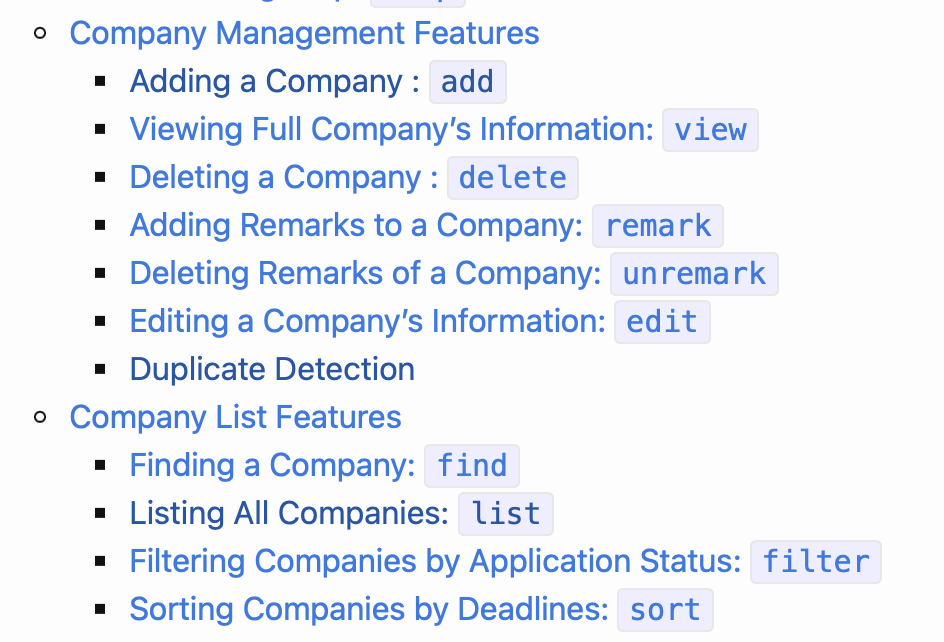 Company Management Features
Adding a Company : add
Viewing Full Company’s Information: view
Deleting a Company : delete
Adding Remarks to a Company: remark
Deleting Remarks of a Company: unremark
Editing a Company’s Information: edit
Duplicate Detection
Company List Features
Finding a Company: find
Listing All Companies: list
Filtering Companies by Application Status: filter
Sorting Companies by Deadlines: sort